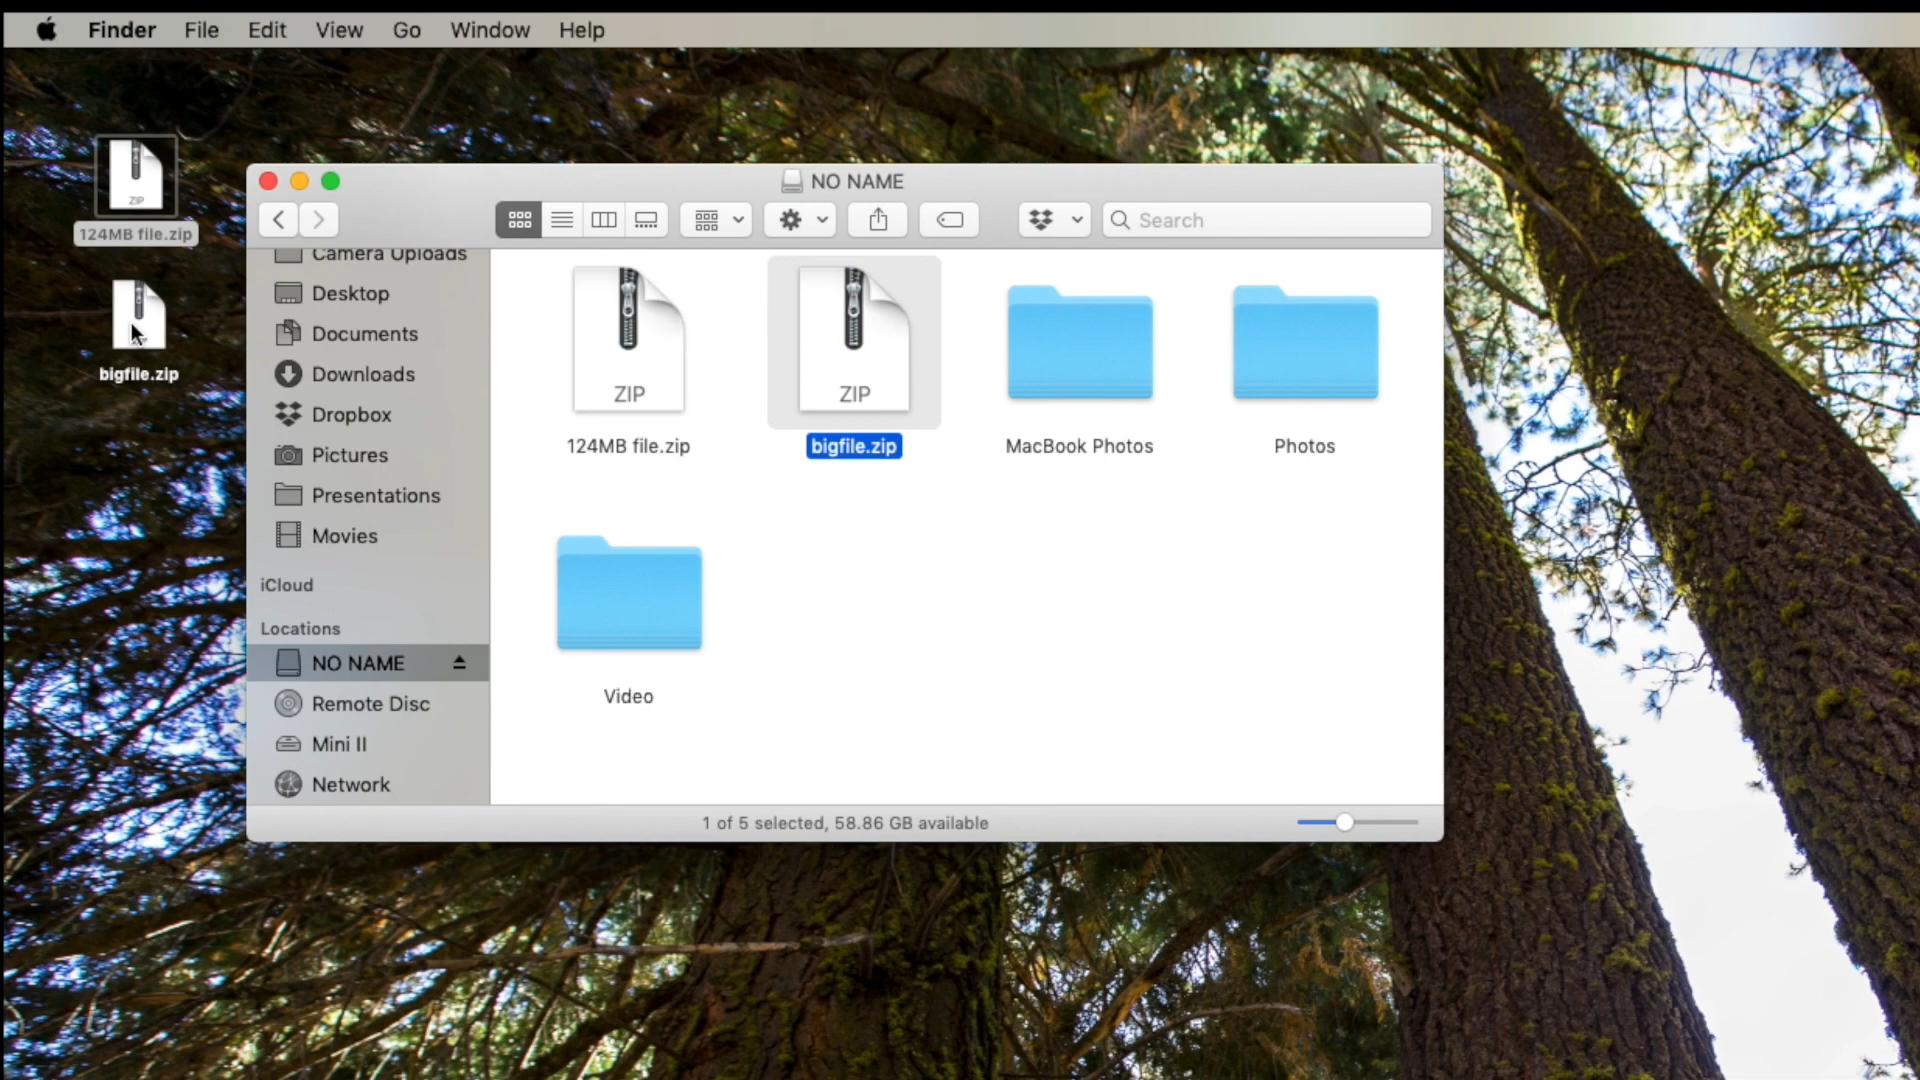 Finder File Edit View Go Window Help
ZIP
124MB file.zip
bigfile.zip
NO NAME
Search
Camera Uploads
Desktop
Documents
Downloads
Dropbox
Pictures
Presentations
Movies
iCloud
Locations
NO NAME
Remote Disc
Mini II
Network
ZIP
ZIP
124MB file.zip
bigfile.zip
MacBook Photos
Photos
Video
1 of 5 selected, 58.86 GB available